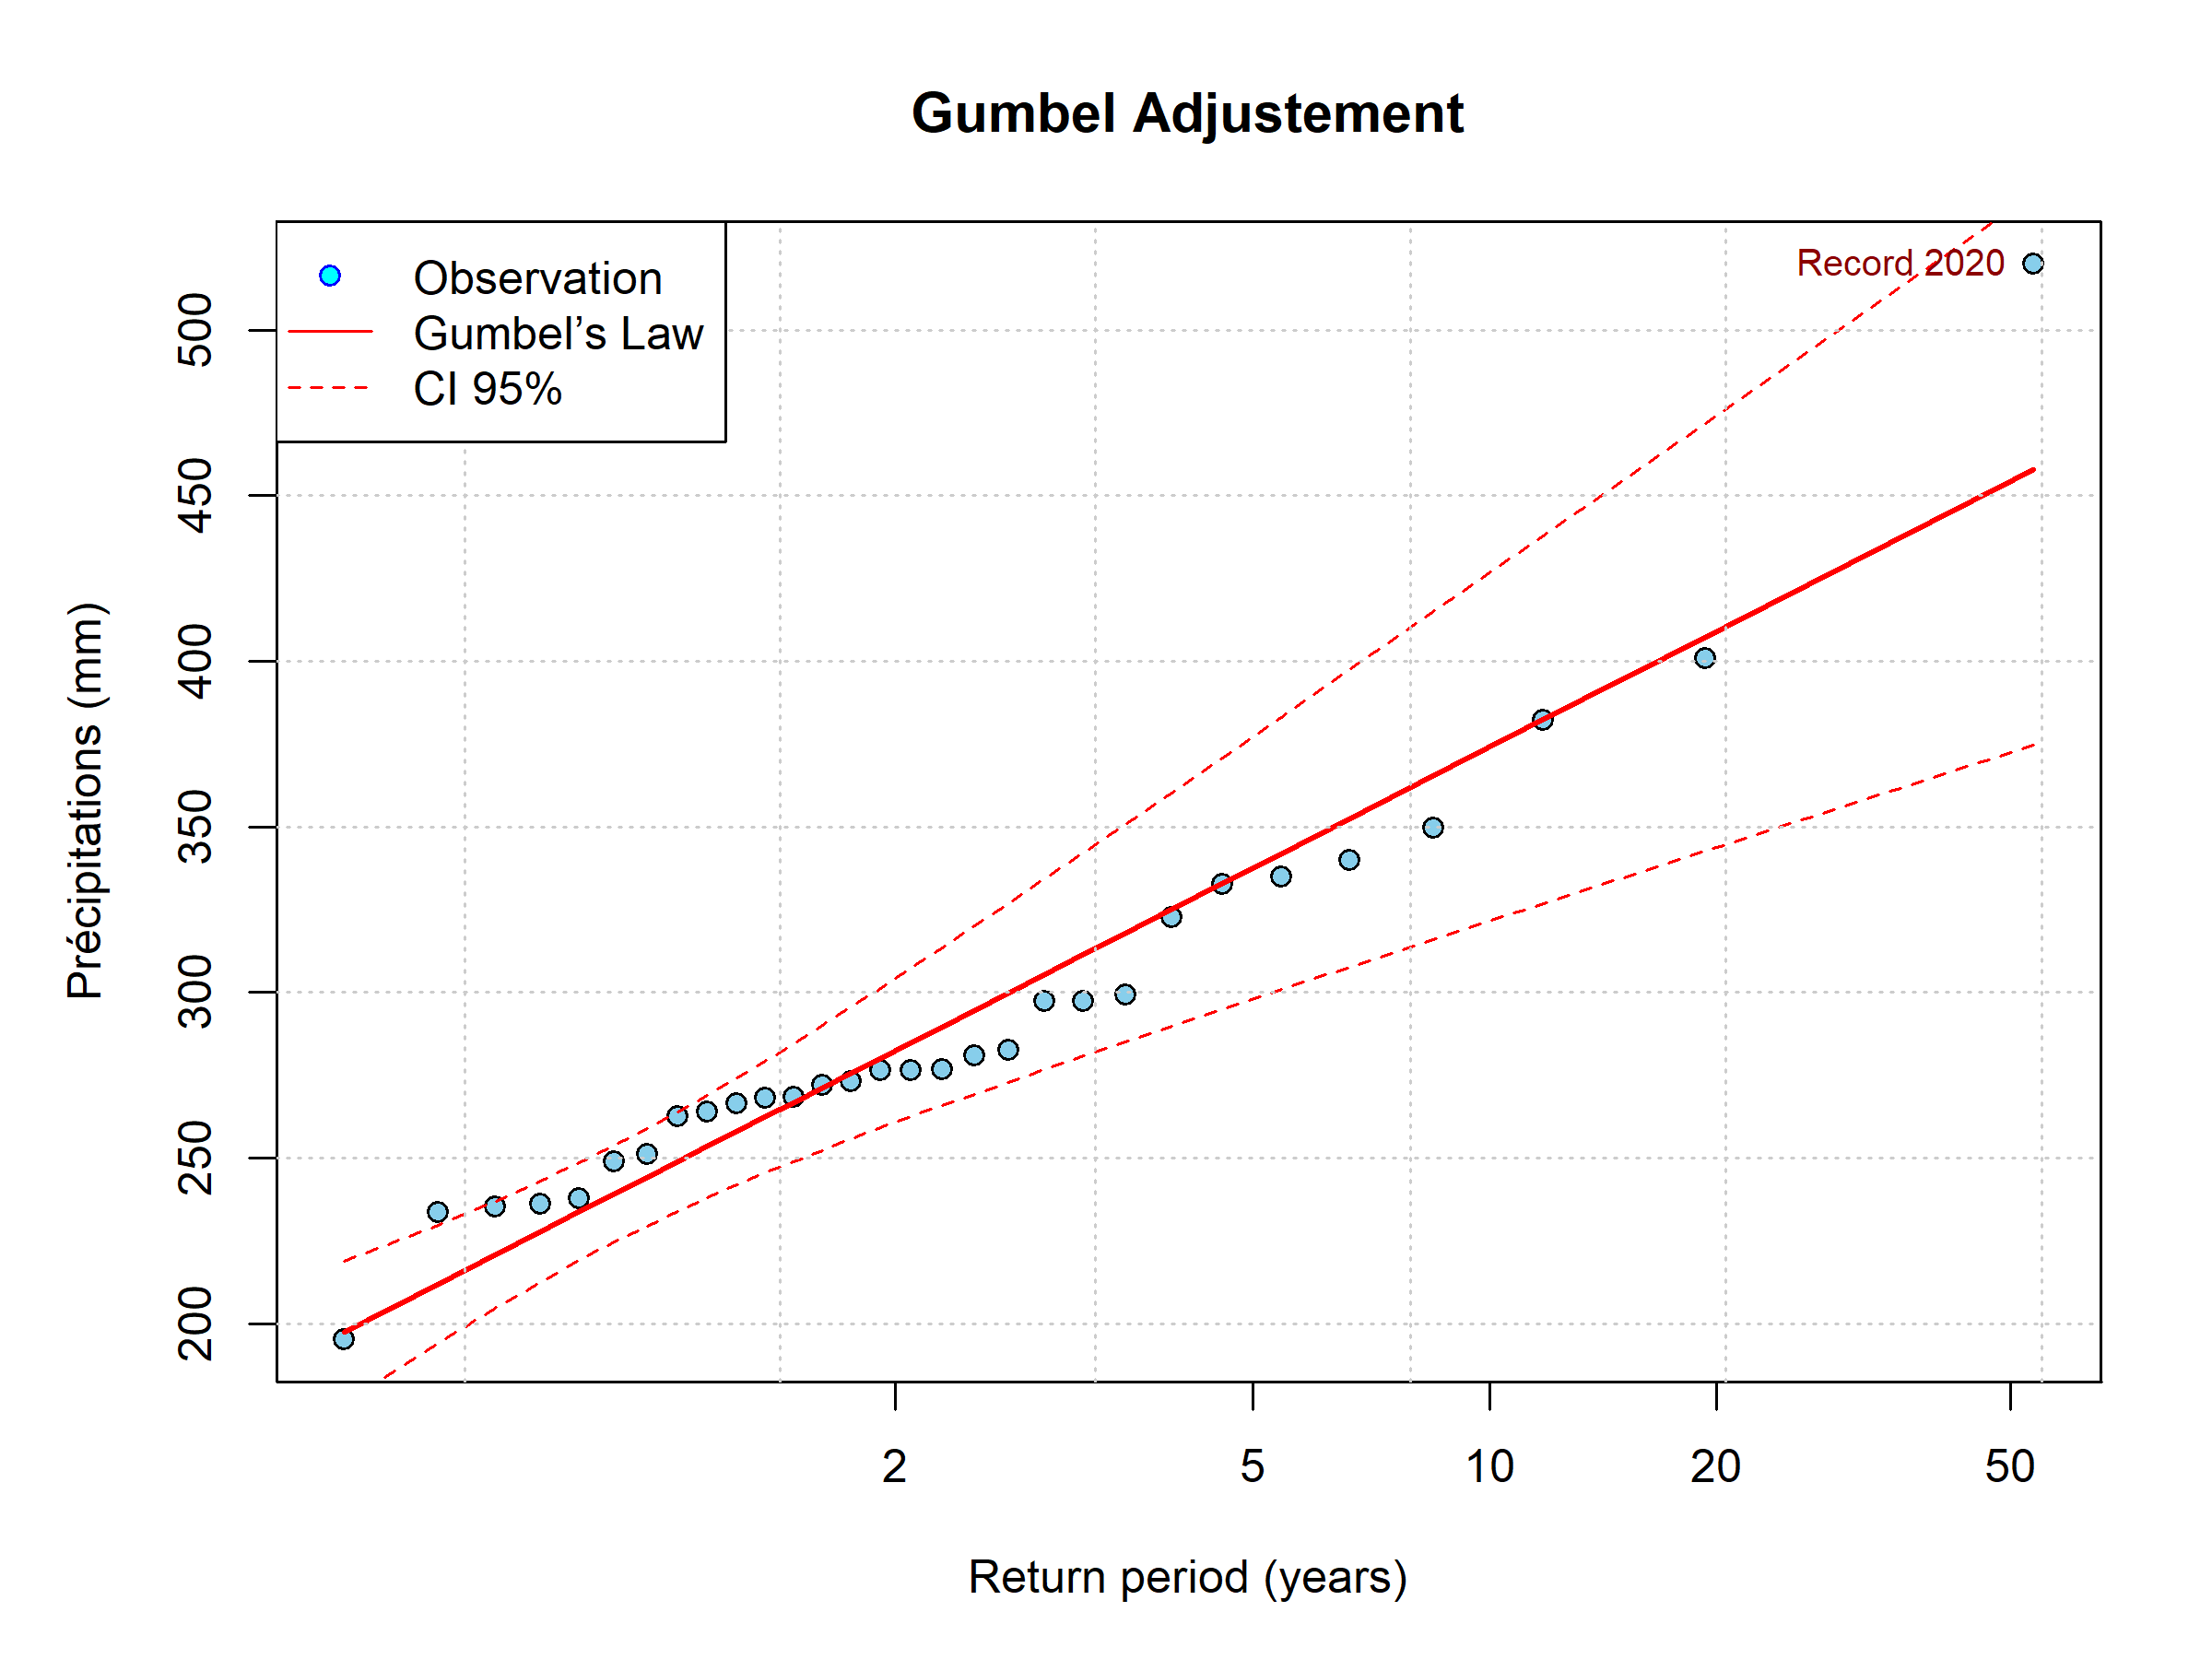 Gumbel Adjustement
Observation
Gumbel’s Law
CI 95%
Record 2020
Précipitations (mm)
500
450
400
350
300
250
200
2 5 10 20 50
Return period (years)